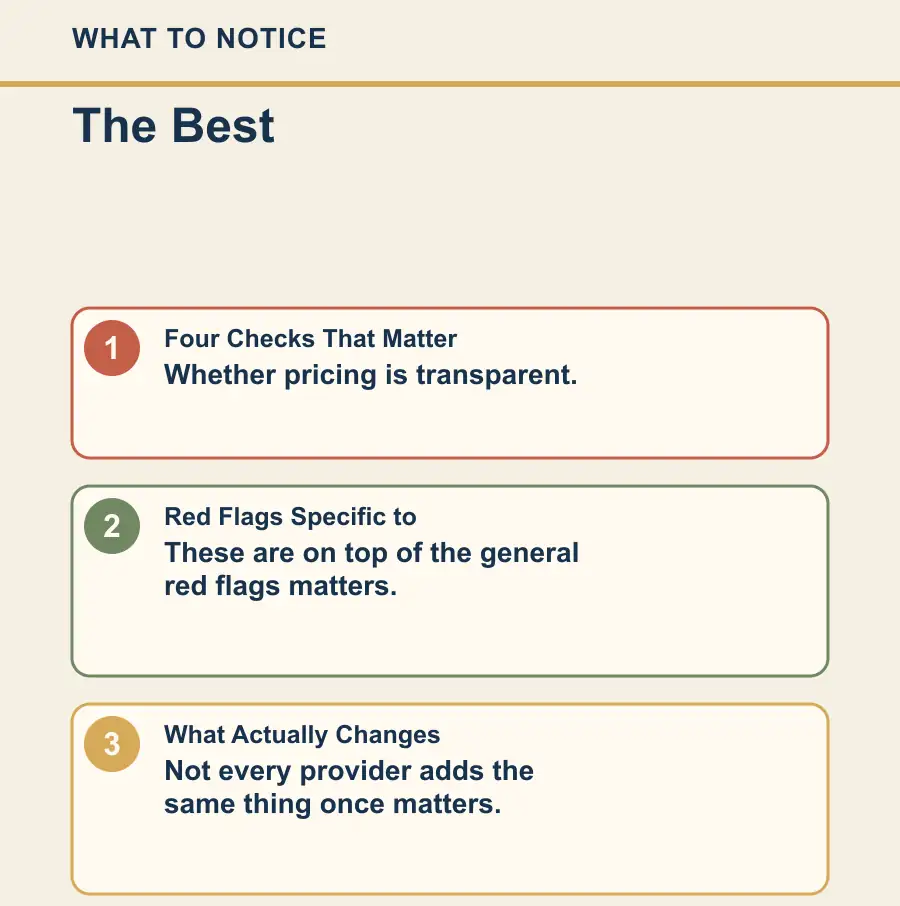 WHAT TO NOTICE
The Best
1
Four Checks That Matter
Whether pricing is transparent.
2
Red Flags Specific to
These are on top of the general
red flags matters.
3
What Actually Changes
Not every provider adds the
same thing once matters.